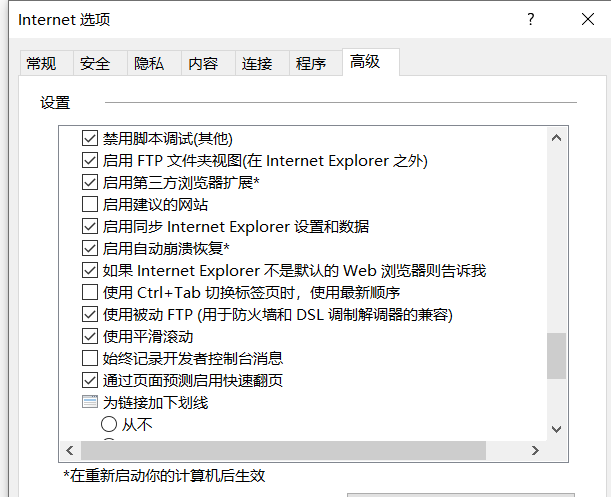 Internet 选项
常规 安全 隐私 内容 连接 程序 高级
设置
禁用脚本调试(其他)
启用 FTP 文件夹视图(在 Internet Explorer 之外)
启用第三方浏览器扩展*
启用建议的网站
启用同步 Internet Explorer 设置和数据
启用自动崩溃恢复*
如果 Internet Explorer 不是默认的 Web 浏览器则告诉我
使用 Ctrl+Tab 切换标签页时，使用最新顺序
使用被动 FTP (用于防火墙和 DSL 调制解调器的兼容)
使用平滑滚动
始终记录开发者控制台消息
通过页面预测启用快速翻页
为链接加下划线
从不
*在重新启动你的计算机后生效